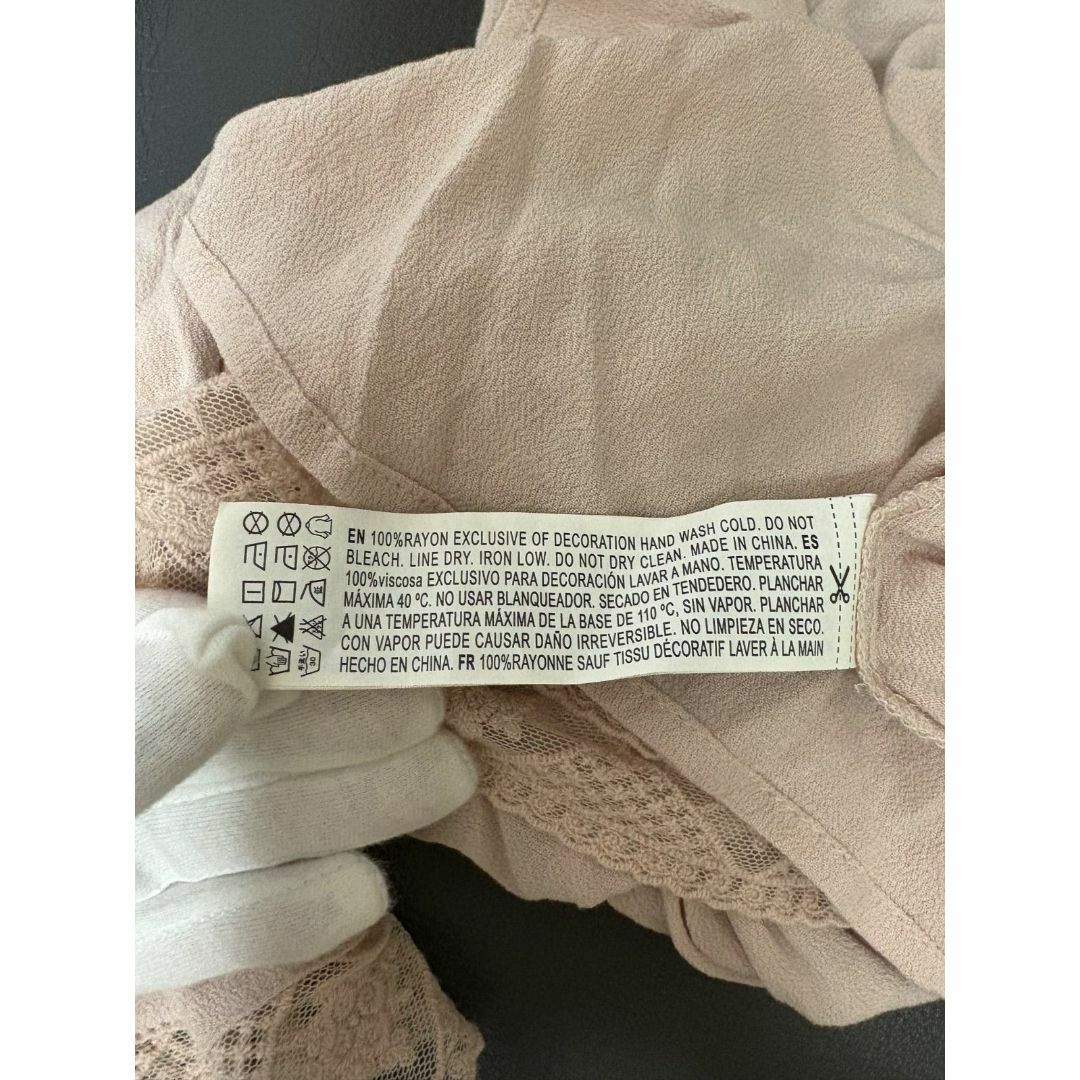 EN 100%RAYON EXCLUSIVE OF DECORATION HAND WASH COLD. DO NOT
BLEACH. LINE DRY. IRON LOW. DO NOT DRY CLEAN. MADE IN CHINA. ES
100%viscosa EXCLUSIVO PARA DECORACIÓN LAVAR A MANO. TEMPERATURA
MÁXIMA 40 ºC. NO USAR BLANQUEADOR. SECADO EN TENDEDERO. PLANCHAR
A UNA TEMPERATURA MÁXIMA DE LA BASE DE 110 ºC, SIN VAPOR. PLANCHAR
CON VAPOR PUEDE CAUSAR DAÑO IRREVERSIBLE. NO LIMPIEZA EN SECO.
HECHO EN CHINA. FR 100%RAYONNE SAUF TISSU DÉCORATIF LAVER À LA MAIN
手洗い
30